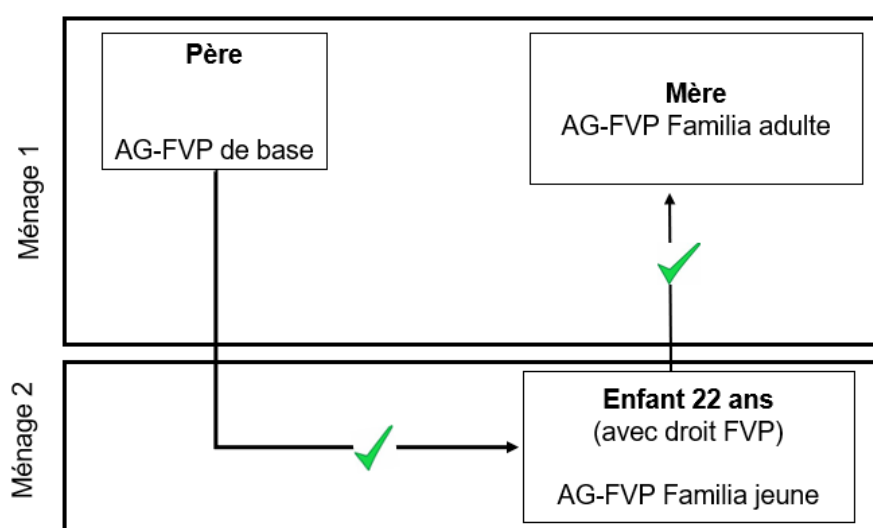 Ménage 1
Père
AG-FVP de base
Mère
AG-FVP Familia adulte
Ménage 2
Enfant 22 ans
(avec droit FVP)
AG-FVP Familia jeune